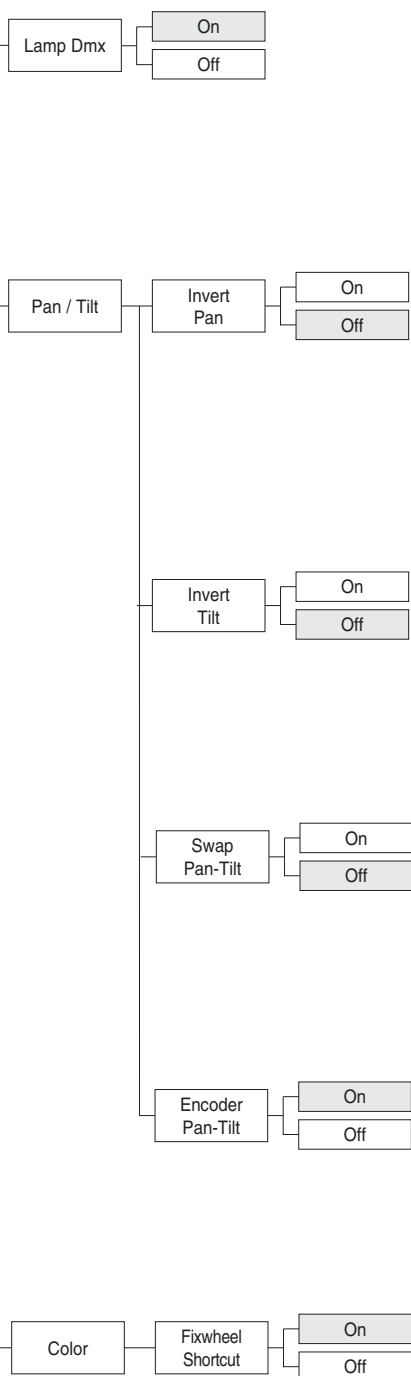 Lamp Dmx
On
Off
Pan / Tilt
Invert
Pan
On
Off
Invert
Tilt
On
Off
Swap
Pan-Tilt
On
Off
Encoder
Pan-Tilt
On
Off
Color
Fixwheel
Shortcut
On
Off